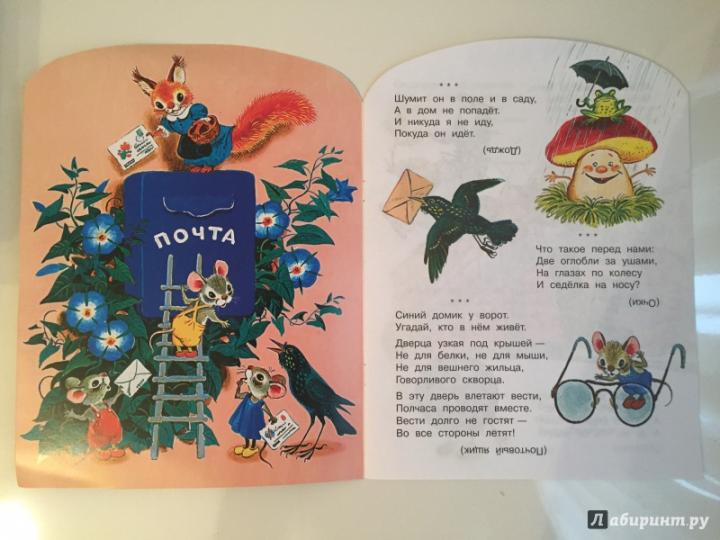 ПОЧТА
* * *
Шумит он в поле и в саду,
А в дом не попадёт.
И никуда я не иду,
Покуда он идёт.
(Дождь)
* * *
Что такое перед нами:
Две оглобли за ушами,
На глазах по колесу
И седёлка на носу?
(Очки)
* * *
Синий домик у ворот.
Угадай, кто в нём живёт.
Дверца узкая под крышей —
Не для белки, не для мыши,
Не для вешнего жильца,
Говорливого скворца.
В эту дверь влетают вести,
Полчаса проводят вместе.
Вести долго не гостят —
Во все стороны летят!
(Почтовый ящик)
Лабиринт.ру